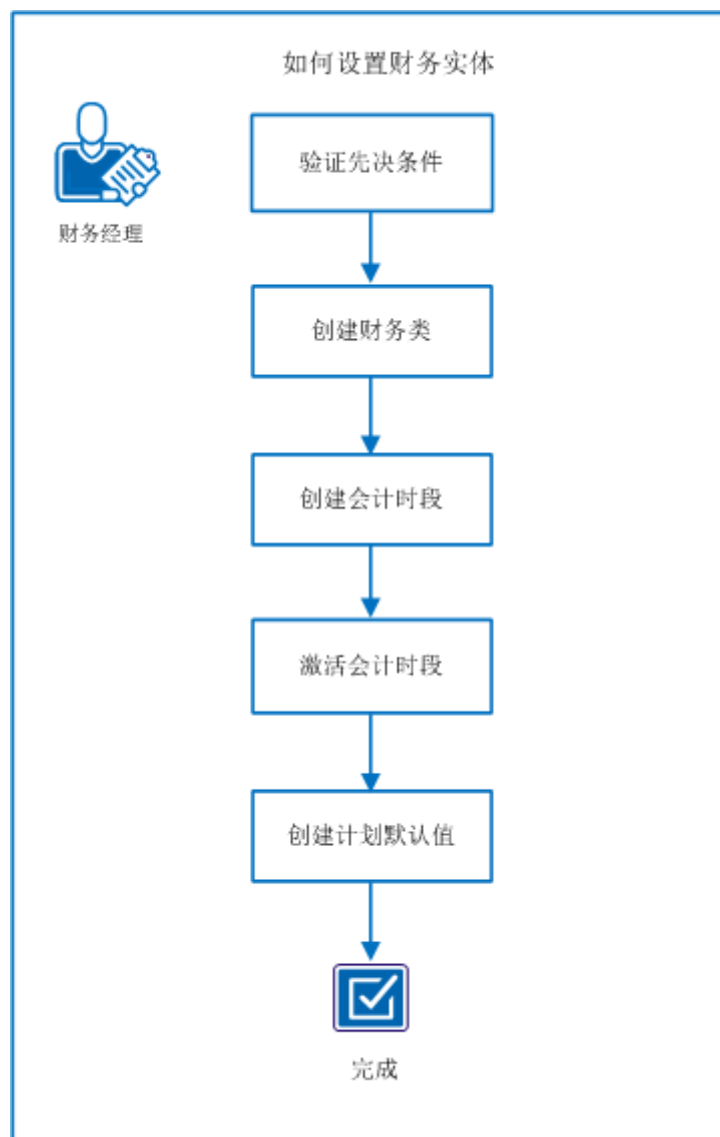 如何设置财务实体
财务经理
验证先决条件
创建财务类
创建会计时段
激活会计时段
创建计划默认值
完成